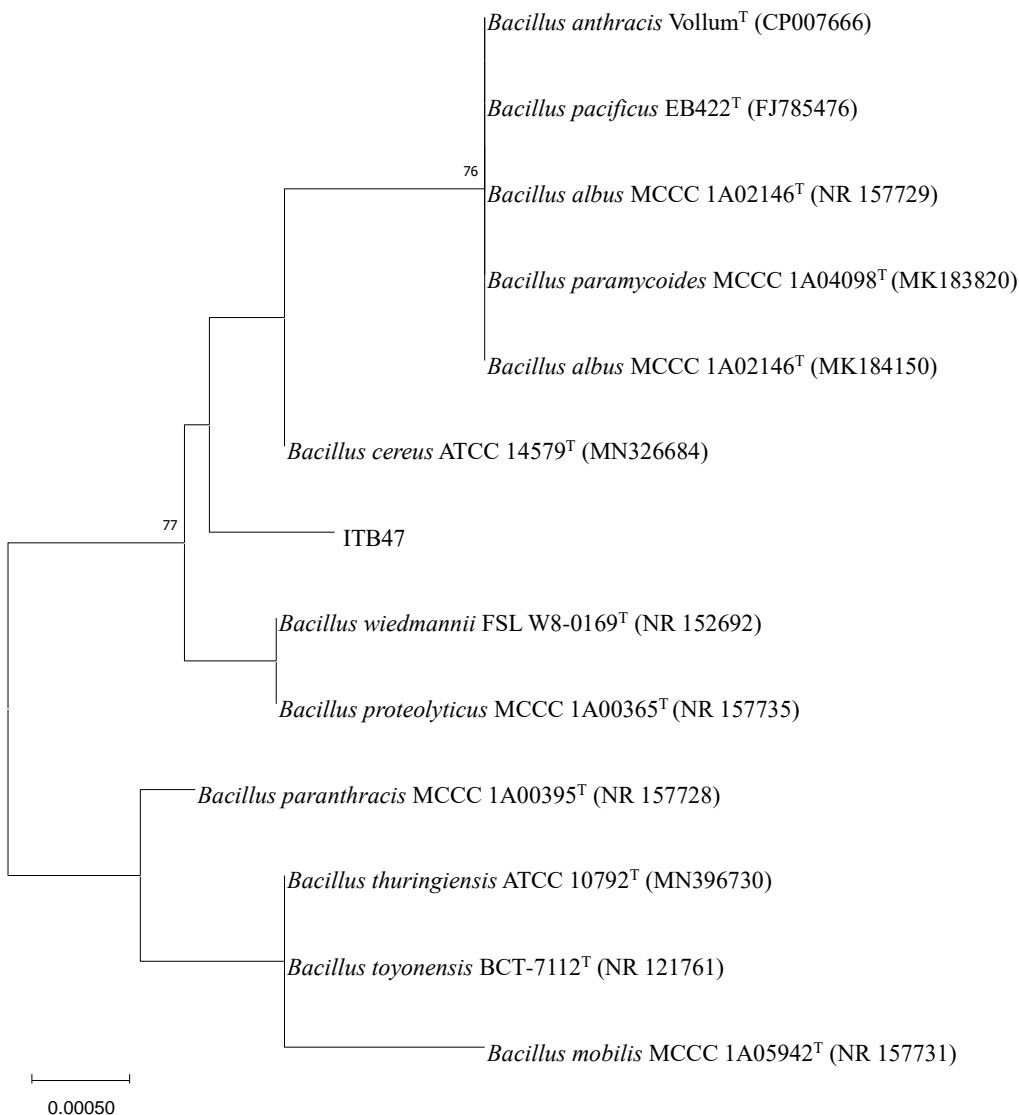 Bacillus anthracis Vollumᵀ (CP007666)
Bacillus pacificus EB422ᵀ (FJ785476)
76
Bacillus albus MCCC 1A02146ᵀ (NR 157729)
Bacillus paramycoides MCCC 1A04098ᵀ (MK183820)
Bacillus albus MCCC 1A02146ᵀ (MK184150)
Bacillus cereus ATCC 14579ᵀ (MN326684)
77
ITB47
Bacillus wiedmannii FSL W8-0169ᵀ (NR 152692)
Bacillus proteolyticus MCCC 1A00365ᵀ (NR 157735)
Bacillus paranthracis MCCC 1A00395ᵀ (NR 157728)
Bacillus thuringiensis ATCC 10792ᵀ (MN396730)
Bacillus toyonensis BCT-7112ᵀ (NR 121761)
Bacillus mobilis MCCC 1A05942ᵀ (NR 157731)
0.00050